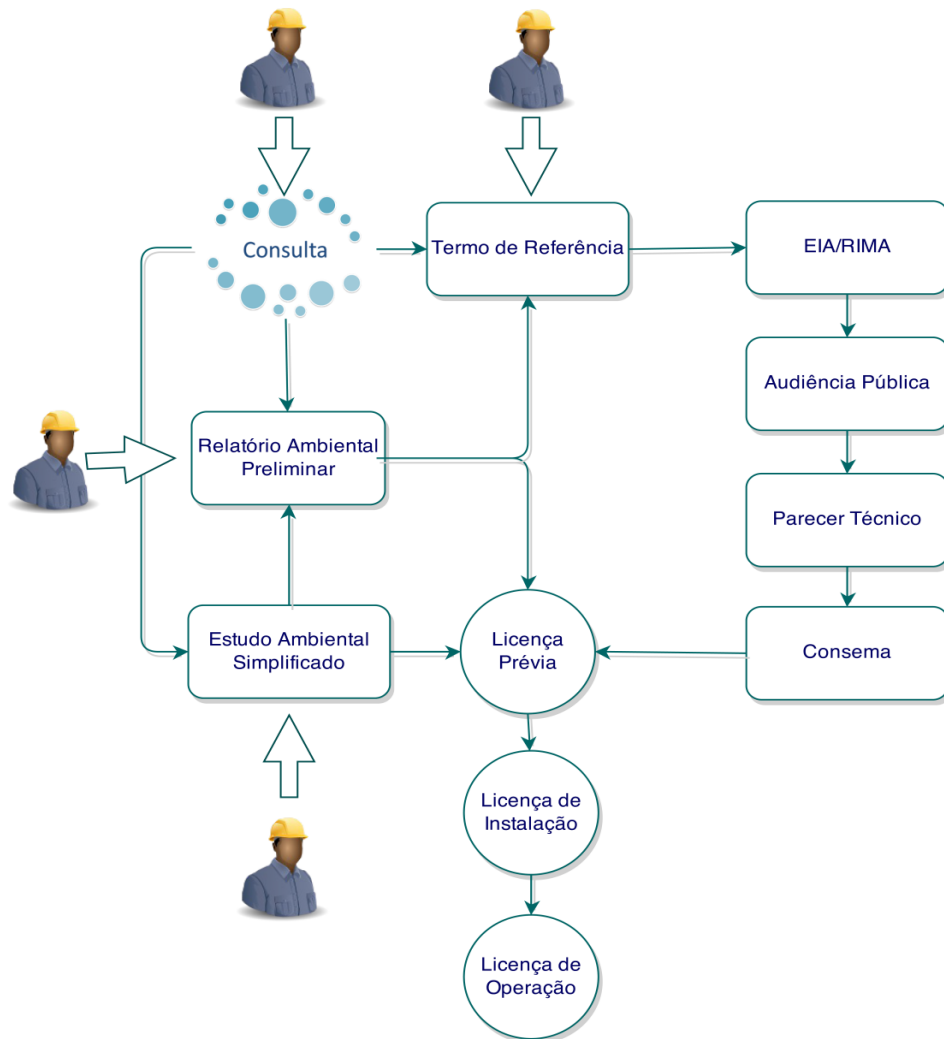 Consulta
Termo de Referência
EIA/RIMA
Audiência Pública
Relatório Ambiental
Preliminar
Parecer Técnico
Estudo Ambiental
Simplificado
Licença
Prévia
Consema
Licença de
Instalação
Licença de
Operação